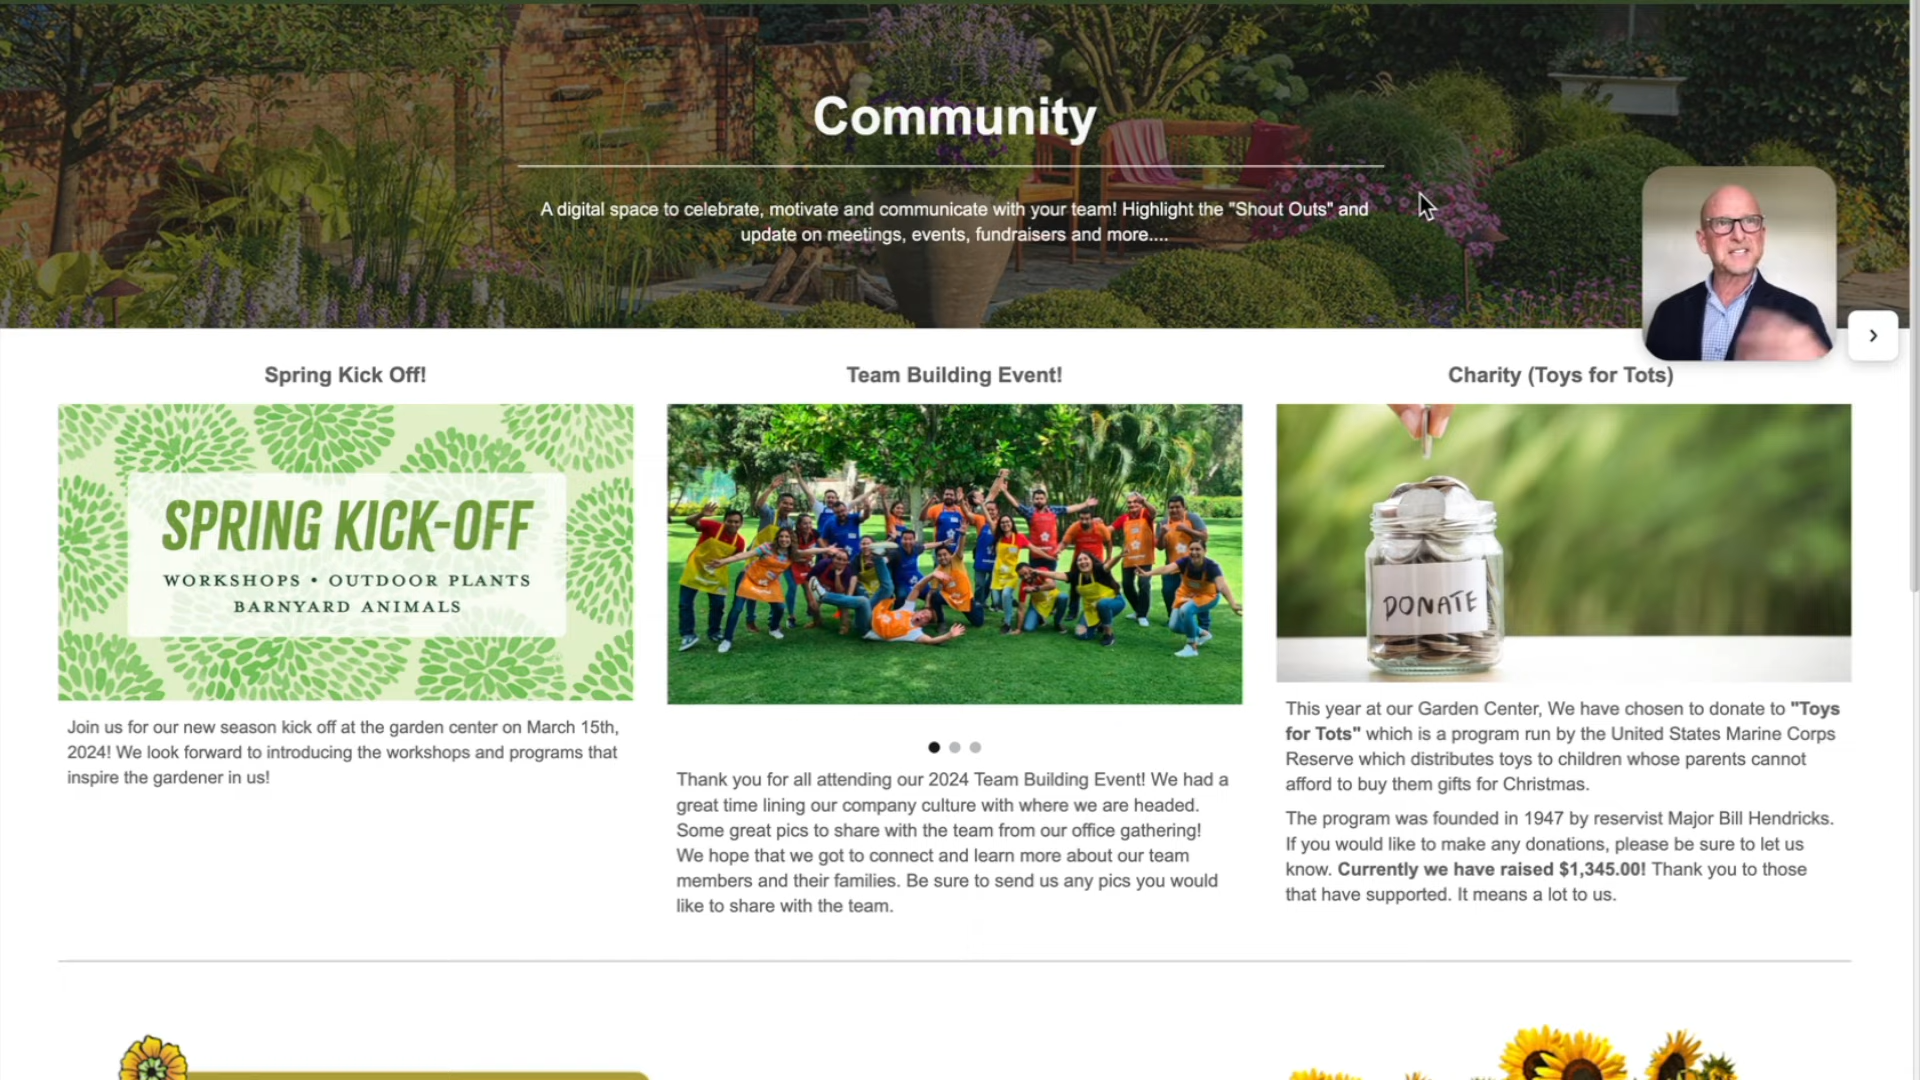 Community
A digital space to celebrate, motivate and communicate with your team! Highlight the "Shout Outs" and
update on meetings, events, fundraisers and more....
Spring Kick Off!
SPRING KICK-OFF
WORKSHOPS • OUTDOOR PLANTS
BARNYARD ANIMALS
Join us for our new season kick off at the garden center on March 15th,
2024! We look forward to introducing the workshops and programs that
inspire the gardener in us!
Team Building Event!
Thank you for all attending our 2024 Team Building Event! We had a
great time lining our company culture with where we are headed.
Some great pics to share with the team from our office gathering!
We hope that we got to connect and learn more about our team
members and their families. Be sure to send us any pics you would
like to share with the team.
Charity (Toys for Tots)
DONATE
This year at our Garden Center, We have chosen to donate to "Toys
for Tots" which is a program run by the United States Marine Corps
Reserve which distributes toys to children whose parents cannot
afford to buy them gifts for Christmas.
The program was founded in 1947 by reservist Major Bill Hendricks.
If you would like to make any donations, please be sure to let us
know. Currently we have raised $1,345.00! Thank you to those
that have supported. It means a lot to us.